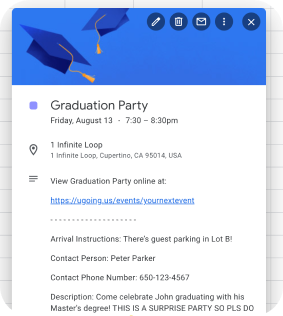 Graduation Party
Friday, August 13 · 7:30 – 8:30pm
1 Infinite Loop
1 Infinite Loop, Cupertino, CA 95014, USA
View Graduation Party online at:
https://ugoing.us/events/yournextevent
--------------------
Arrival Instructions: There's guest parking in Lot B!
Contact Person: Peter Parker
Contact Phone Number: 650-123-4567
Description: Come celebrate John graduating with his
Master's degree! THIS IS A SURPRISE PARTY SO PLS DO